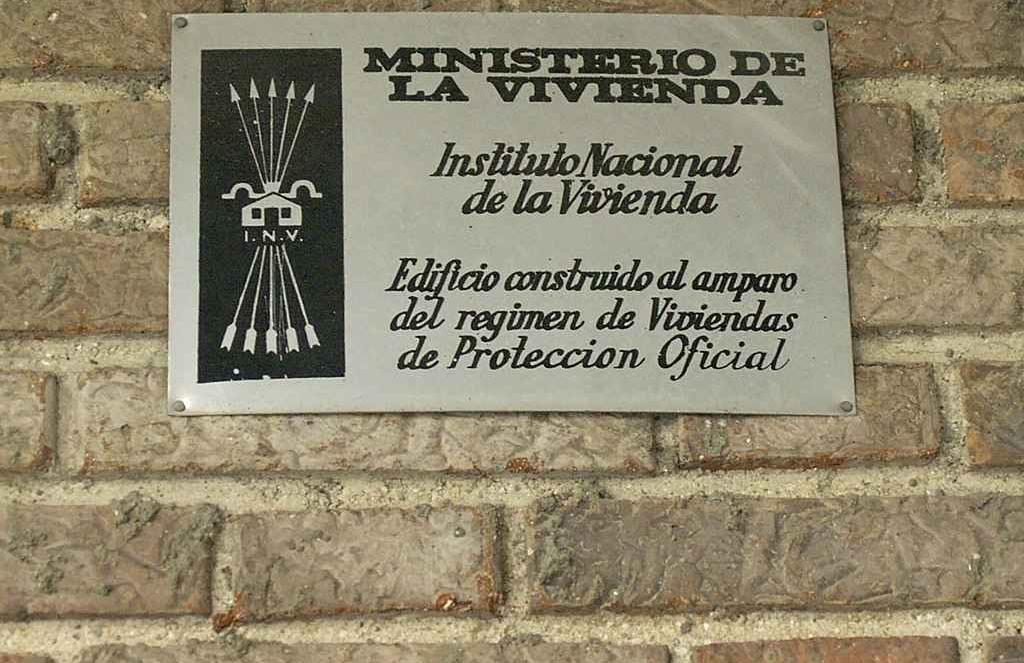 MINISTERIO DE
LA VIVIENDA
Instituto Nacional
de la Vivienda
I.N.V.
Edificio construido al amparo
del regimen de Viviendas
de Proteccion Oficial